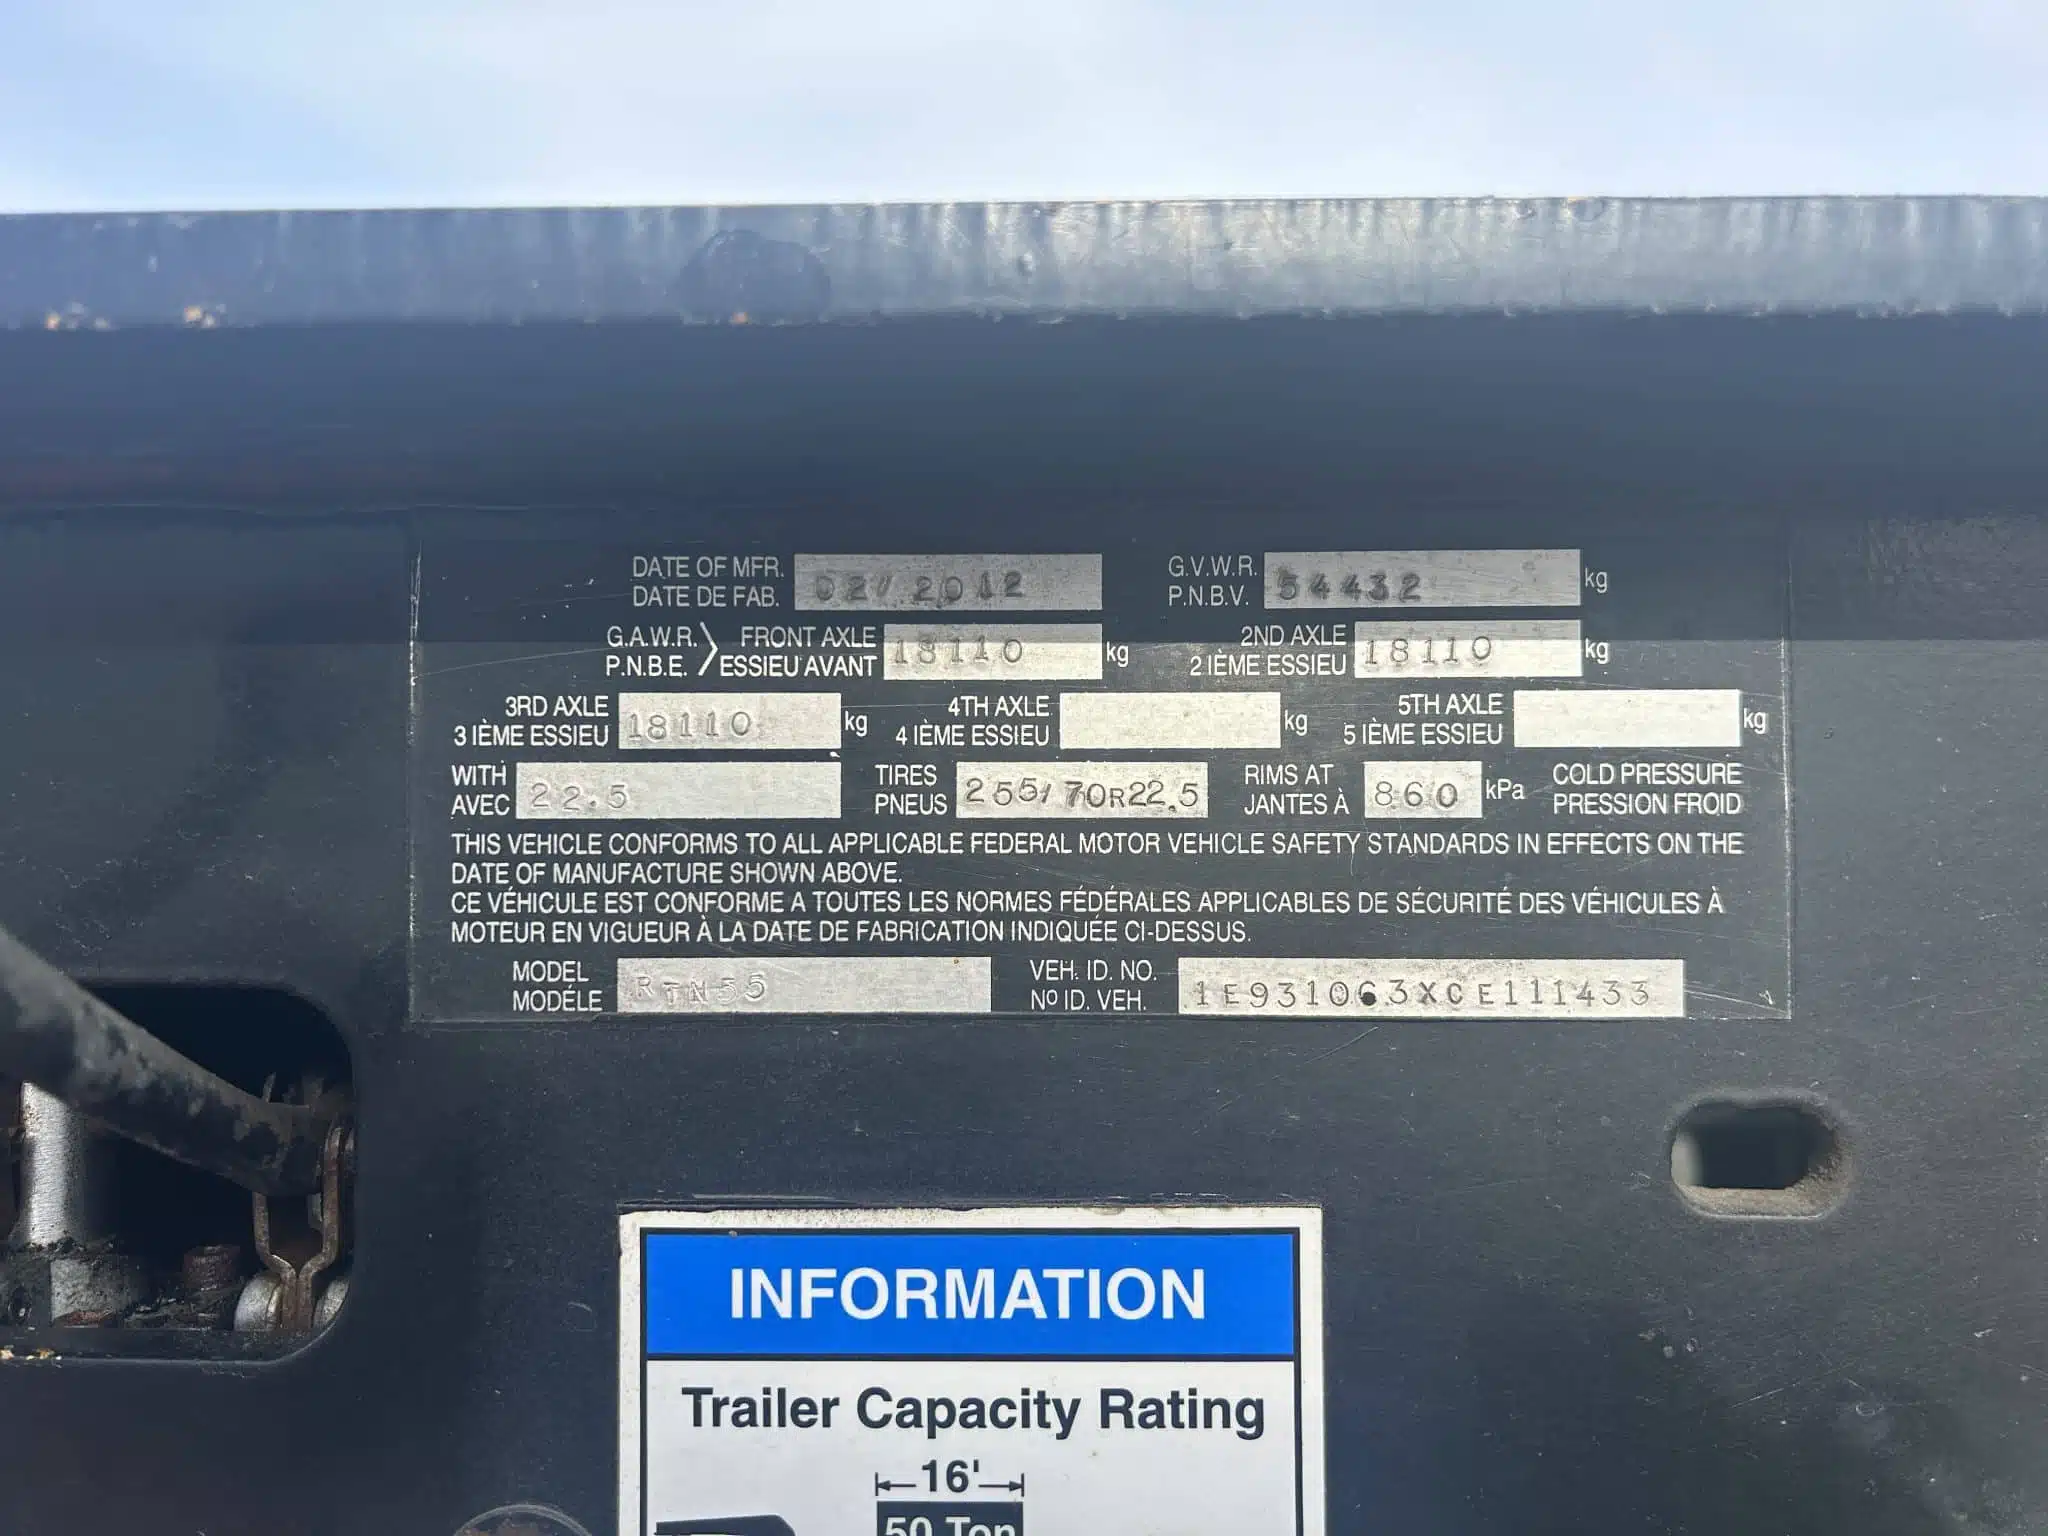 DATE OF MFR. 02/2012 G.V.W.R. 54432 kg
DATE DE FAB. P.N.B.V.
G.A.W.R. FRONT AXLE 18110 kg 2ND AXLE 18110 kg
P.N.B.E. ESSIEU AVANT 2 IÈME ESSIEU
3RD AXLE 18110 kg 4TH AXLE kg 5TH AXLE kg
3 IÈME ESSIEU 4 IÈME ESSIEU 5 IÈME ESSIEU
WITH 22.5 TIRES 255/70R22.5 RIMS AT 860 kPa COLD PRESSURE
AVEC PNEUS JANTES À PRESSION FROID
THIS VEHICLE CONFORMS TO ALL APPLICABLE FEDERAL MOTOR VEHICLE SAFETY STANDARDS IN EFFECTS ON THE
DATE OF MANUFACTURE SHOWN ABOVE.
CE VÉHICULE EST CONFORME A TOUTES LES NORMES FÉDÉRALES APPLICABLES DE SÉCURITÉ DES VÉHICULES À
MOTEUR EN VIGUEUR À LA DATE DE FABRICATION INDIQUÉE CI-DESSUS.
MODEL RTN55 VEH. ID. NO. 1E931063XCE111433
MODÉLE Nº ID. VEH.
INFORMATION
Trailer Capacity Rating
16'
50 Ton